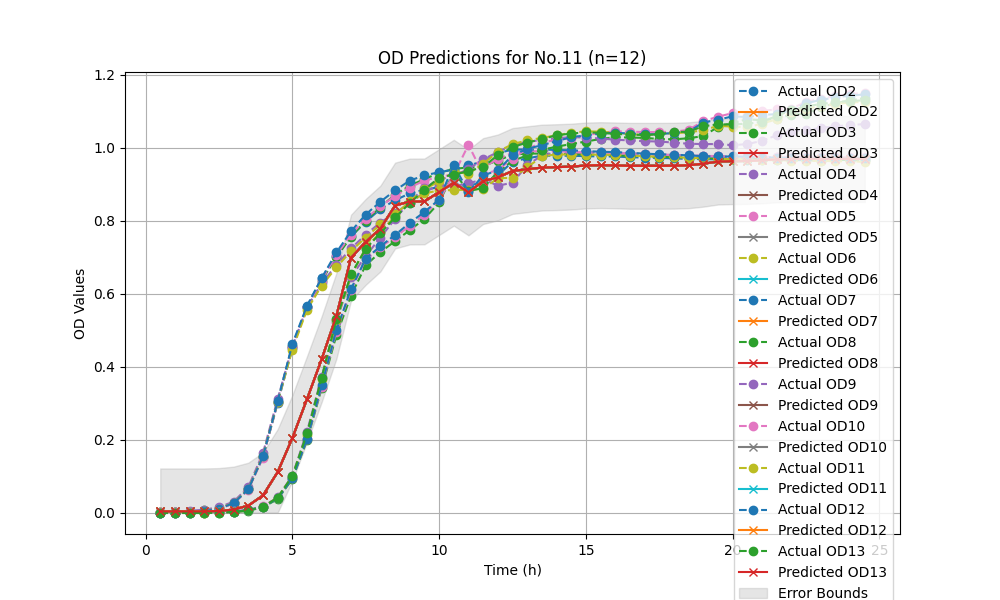 OD Predictions for No.11 (n=12)
OD Values
1.2
1.0
0.8
0.6
0.4
0.2
0.0
0
5
10
15
20
25
Time (h)
Actual OD2
Predicted OD2
Actual OD3
Predicted OD3
Actual OD4
Predicted OD4
Actual OD5
Predicted OD5
Actual OD6
Predicted OD6
Actual OD7
Predicted OD7
Actual OD8
Predicted OD8
Actual OD9
Predicted OD9
Actual OD10
Predicted OD10
Actual OD11
Predicted OD11
Actual OD12
Predicted OD12
Actual OD13
Predicted OD13
Error Bounds